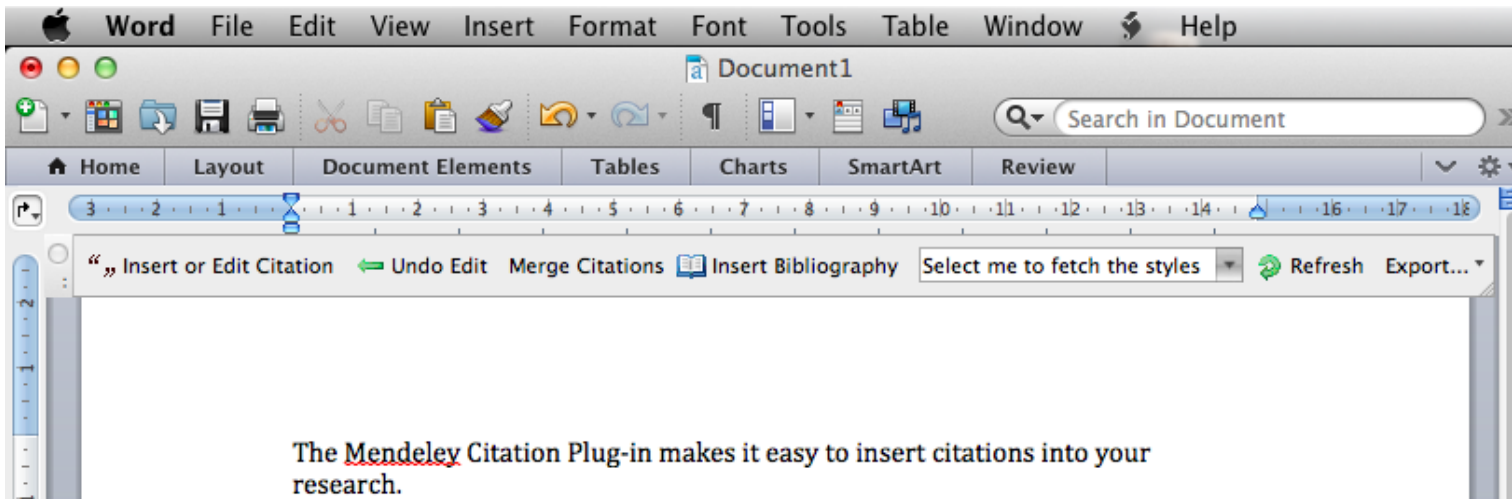 Word File Edit View Insert Format Font Tools Table Window Help
Document1
Search in Document
Home Layout Document Elements Tables Charts SmartArt Review
3 2 1 1 2 3 4 5 6 7 8 9 10 11 12 13 14 16 17 18
“„ Insert or Edit Citation Undo Edit Merge Citations Insert Bibliography Select me to fetch the styles Refresh Export...
2
1
1
The Mendeley Citation Plug-in makes it easy to insert citations into your
research.